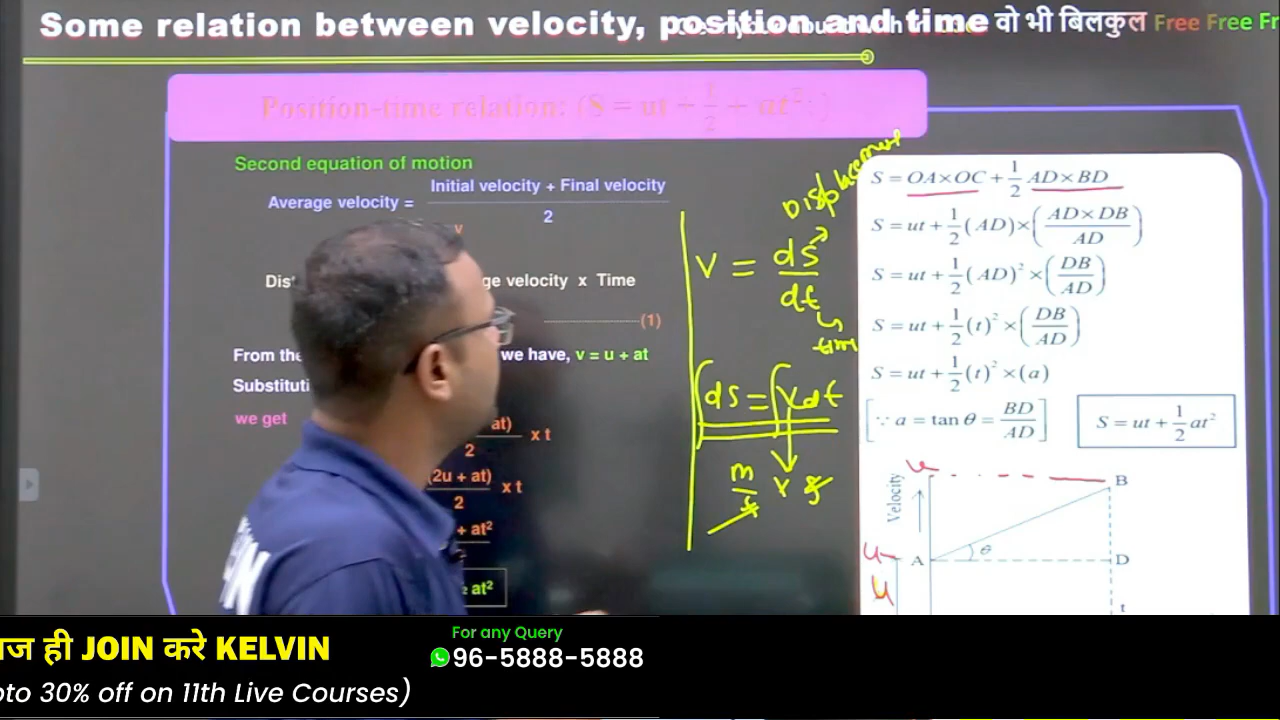 Some relation between velocity, position and time वो भी बिलकुल Free Free Fr
Position-time relation: (S = ut + 1/2 + at²)
Second equation of motion
Average velocity = Initial velocity + Final velocity / 2
velocity x Time
(1)
From the
we have, v = u + at
we get
at) / 2 x t
(2u + at) / 2 x t
+ at²
at²
Displacement
v = ds/dt
∫ds = ∫v dt
m
S = OA×OC + 1/2 AD×BD
S = ut + 1/2 (AD)×(AD×DB/AD)
S = ut + 1/2 (AD)² ×(DB/AD)
S = ut + 1/2 (t)² ×(DB/AD)
S = ut + 1/2 (t)² ×(a)
[∵ a = tan θ = BD/AD]
S = ut + 1/2 at²
Velocity
B
u
A
θ
D
u
t
ही JOIN करे KELVIN
30% off on 11th Live Courses)
For any Query
96-5888-5888